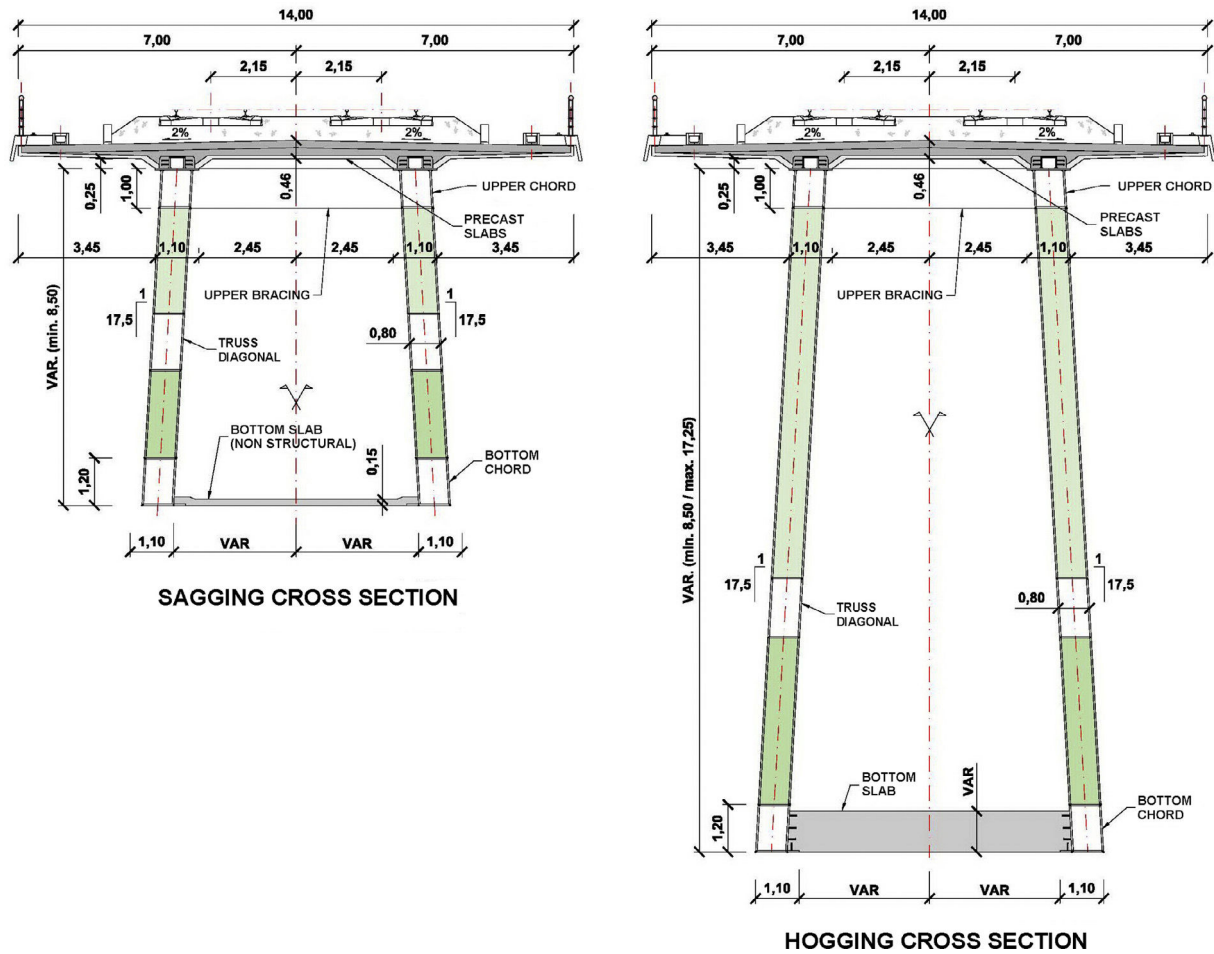 14,00
7,00 7,00
2,15 2,15
2% 2%
0,25
1,00
0,46
UPPER CHORD
PRECAST
SLABS
3,45 1,10 2,45 2,45 1,10 3,45
UPPER BRACING
1 1
17,5 17,5
VAR. (min. 8,50)
TRUSS
DIAGONAL
0,80
BOTTOM SLAB
(NON STRUCTURAL)
0,15
BOTTOM
CHORD
1,20
1,10 VAR VAR 1,10
SAGGING CROSS SECTION
14,00
7,00 7,00
2,15 2,15
2% 2%
0,25
1,00
0,46
UPPER CHORD
PRECAST
SLABS
3,45 1,10 2,45 2,45 1,10 3,45
UPPER BRACING
VAR. (min. 8,50 / max. 17,25)
1 1
17,5 17,5
TRUSS
DIAGONAL
0,80
BOTTOM
SLAB
VAR
BOTTOM
CHORD
1,20
1,10 VAR VAR 1,10
HOGGING CROSS SECTION